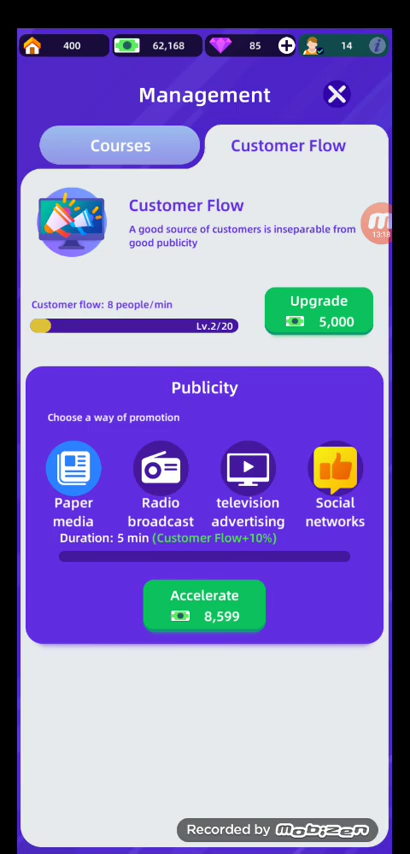 400 62,168 85 14
Management
Courses Customer Flow
Customer Flow
A good source of customers is inseparable from
good publicity
13:18
Customer flow: 8 people/min
Lv.2/20
Upgrade
5,000
Publicity
Choose a way of promotion
Paper
media
Radio
broadcast
television
advertising
Social
networks
Duration: 5 min (Customer Flow+10%)
Accelerate
8,599
Recorded by mobizen